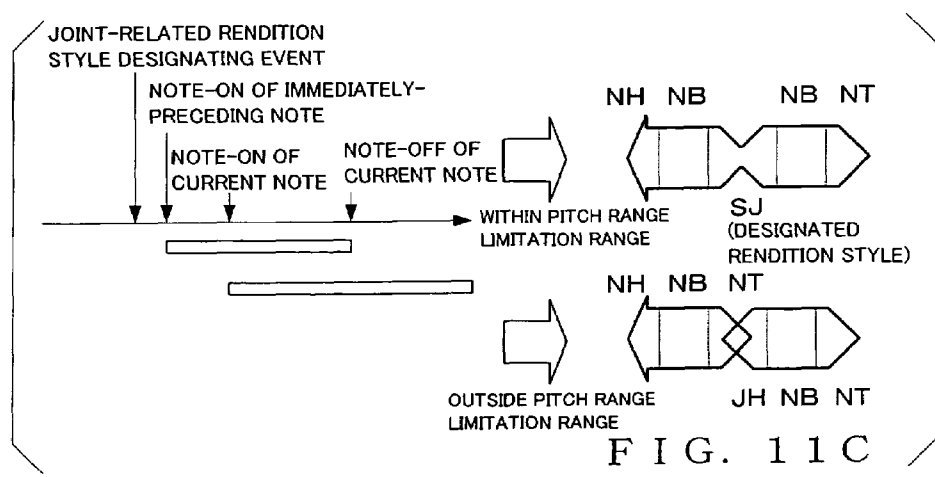 JOINT-RELATED RENDITION
STYLE DESIGNATING EVENT
NOTE-ON OF IMMEDIATELY-
PRECEDING NOTE
NOTE-ON OF
CURRENT NOTE
NOTE-OFF OF
CURRENT NOTE
NH NB NB NT
WITHIN PITCH RANGE
LIMITATION RANGE
SJ
(DESIGNATED
RENDITION STYLE)
NH NB NT
OUTSIDE PITCH RANGE
LIMITATION RANGE
JH NB NT
FIG. 11C